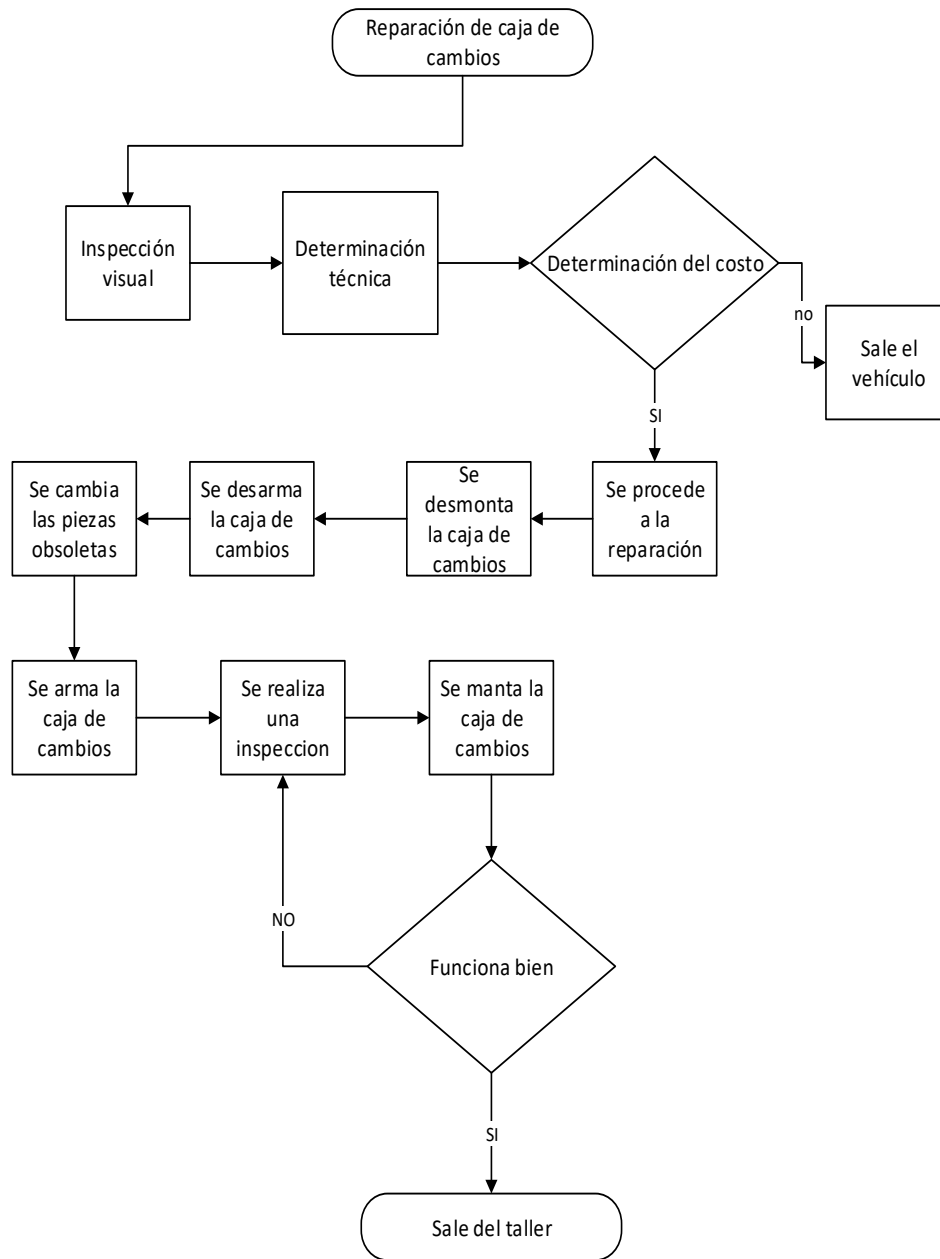 Reparación de caja de
cambios
Inspección
visual
Determinación
técnica
Determinación del costo
no
Sale el
vehículo
SI
Se cambia
las piezas
obsoletas
Se desarma
la caja de
cambios
Se
desmonta
la caja de
cambios
Se procede
a la
reparación
Se arma la
caja de
cambios
Se realiza
una
inspeccion
Se manta la
caja de
cambios
NO
Funciona bien
SI
Sale del taller